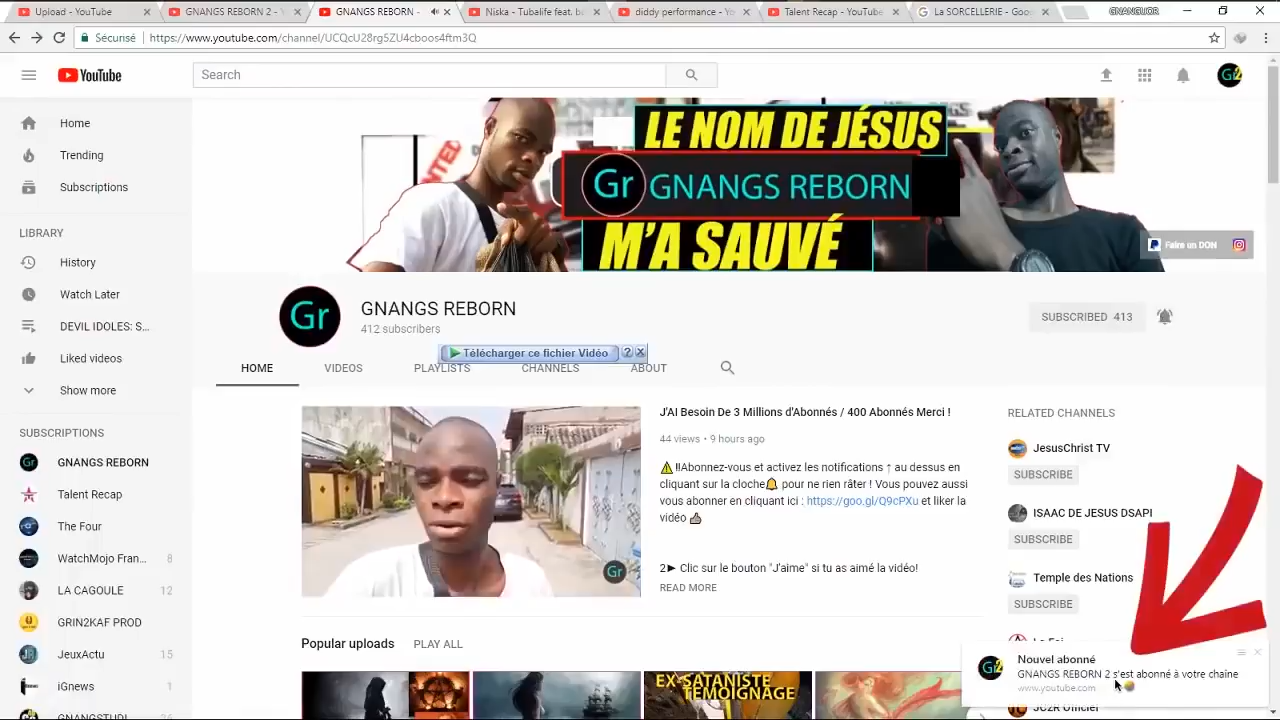 Upload - YouTube
GNANGS REBORN 2 - Y
GNANGS REBORN -
Niska - Tubalife feat. b
diddy performance - Y
Talent Recap - YouTube
La SORCELLERIE - Goo
GNANGUOR
Sécurisé
https://www.youtube.com/channel/UCQcU28rg5ZU4cboos4ftm3Q
YouTube
Search
Gr2
Home
Trending
Subscriptions
LIBRARY
History
Watch Later
DEVIL IDOLES: S...
Liked videos
Show more
SUBSCRIPTIONS
GNANGS REBORN
Talent Recap
The Four
WatchMojo Fran... 8
LA CAGOULE 12
GRIN2KAF PROD
JeuxActu 15
iGnews 1
LE NOM DE JÉSUS
Gr GNANGS REBORN
M'A SAUVÉ
Faire un DON
Gr
GNANGS REBORN
412 subscribers
SUBSCRIBED 413
Télécharger ce fichier Vidéo ?
HOME VIDEOS PLAYLISTS CHANNELS ABOUT
J'AI Besoin De 3 Millions d'Abonnés / 400 Abonnés Merci !
44 views • 9 hours ago
‼Abonnez-vous et activez les notifications ↑ au dessus en
cliquant sur la cloche🔔 pour ne rien râter ! Vous pouvez aussi
vous abonner en cliquant ici : https://goo.gl/Q9cPXu et liker la
vidéo 👍
2► Clic sur le bouton "J'aime" si tu as aimé la vidéo!
READ MORE
Gr
Popular uploads PLAY ALL
EX-SATANISTE
TÉMOIGNAGE
RELATED CHANNELS
JesusChrist TV
SUBSCRIBE
ISAAC DE JESUS DSAPI
SUBSCRIBE
Temple des Nations
SUBSCRIBE
Gr2
Nouvel abonné
GNANGS REBORN 2 s'est abonné à votre chaîne
www.youtube.com
JC2R Officiel